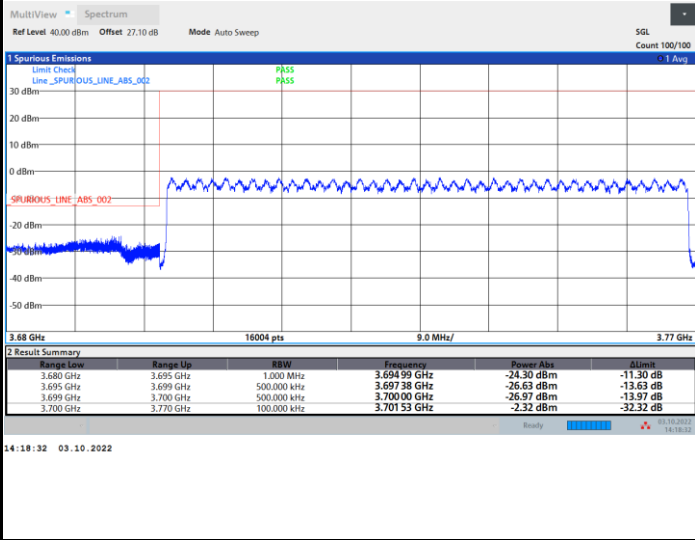 MultiView Spectrum
Ref Level 40.00 dBm Offset 27.10 dB Mode Auto Sweep SGL
Count 100/100
1 Spurious Emissions 1 Avg
Limit Check PASS
Line _SPURIOUS_LINE_ABS_002 PASS
30 dBm
20 dBm
10 dBm
0 dBm
SPURIOUS_LINE_ABS_002
-20 dBm
-30 dBm
-40 dBm
-50 dBm
3.68 GHz 16004 pts 9.0 MHz/ 3.77 GHz
2 Result Summary
Range Low Range Up RBW Frequency Power Abs ΔLimit
3.680 GHz 3.695 GHz 1.000 MHz 3.694 99 GHz -24.30 dBm -11.30 dB
3.695 GHz 3.699 GHz 500.000 kHz 3.697 38 GHz -26.63 dBm -13.63 dB
3.699 GHz 3.700 GHz 500.000 kHz 3.700 00 GHz -26.97 dBm -13.97 dB
3.700 GHz 3.770 GHz 100.000 kHz 3.701 53 GHz -2.32 dBm -32.32 dB
Ready 03.10.2022
14:18:32
14:18:32 03.10.2022